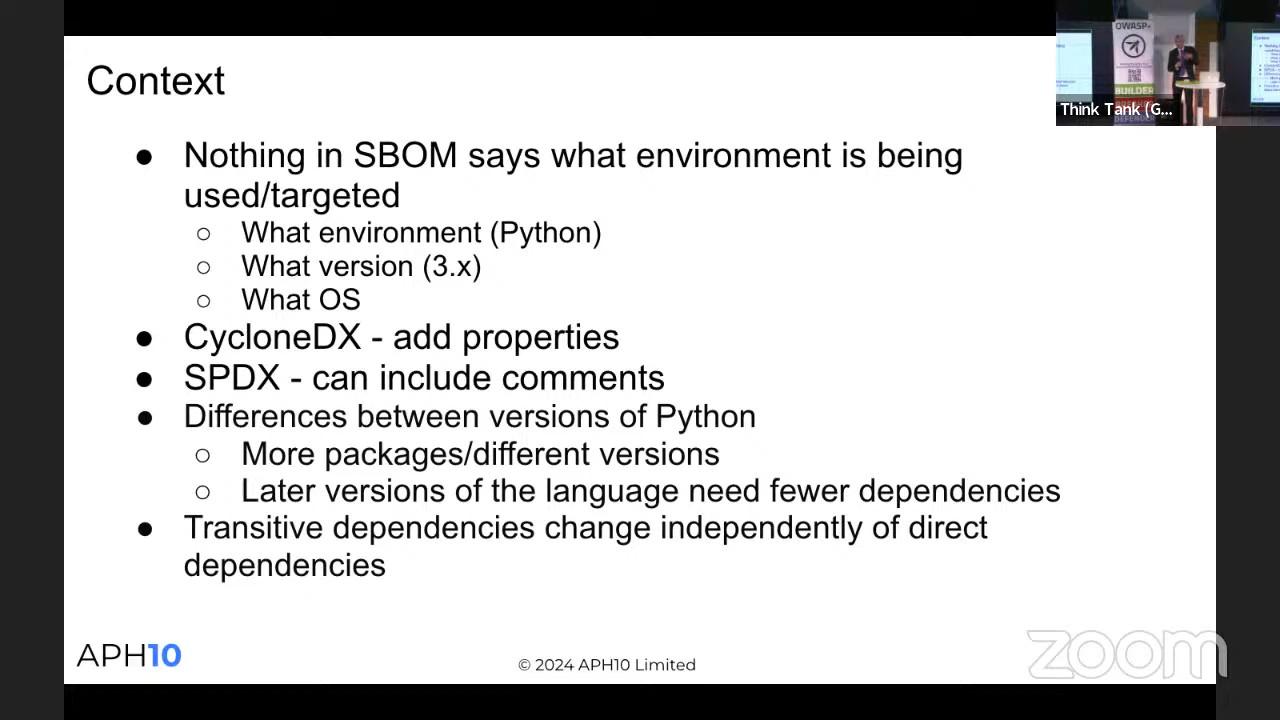 Context
● Nothing in SBOM says what environment is being
used/targeted
○ What environment (Python)
○ What version (3.x)
○ What OS
● CycloneDX - add properties
● SPDX - can include comments
● Differences between versions of Python
○ More packages/different versions
○ Later versions of the language need fewer dependencies
● Transitive dependencies change independently of direct
dependencies
APH10
© 2024 APH10 Limited
zoom
OWASP
BUILDER
DEFENDER
Think Tank (G...
Context